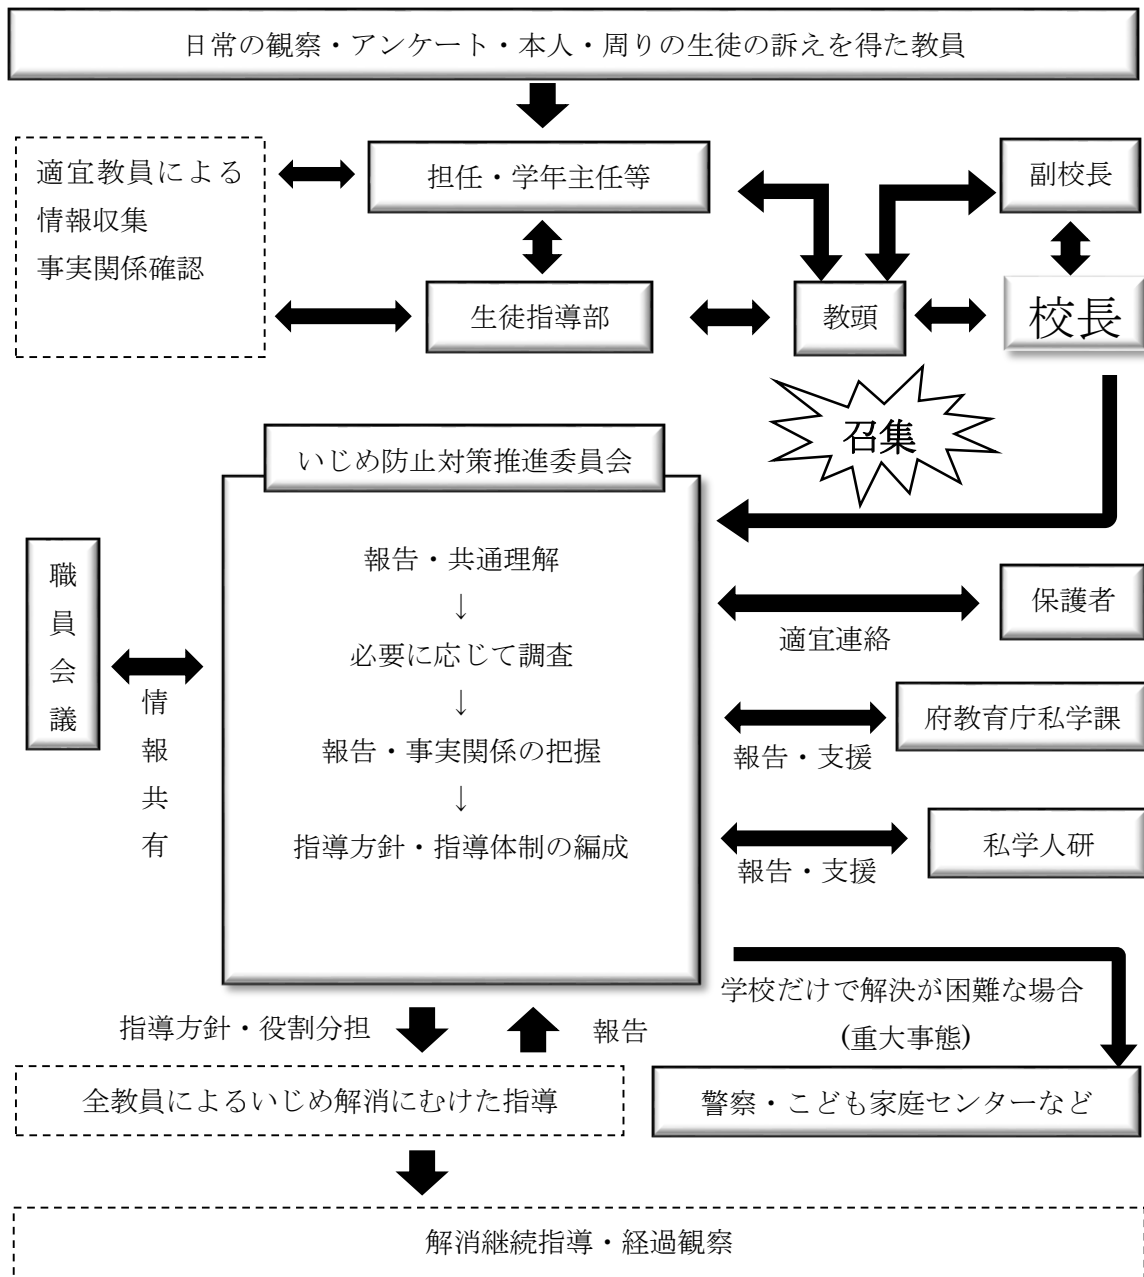 日常の観察・アンケート・本人・周りの生徒の訴えを得た教員
適宜教員による
情報収集
事実関係確認
担任・学年主任等
副校長
生徒指導部
教頭
校長
召集
いじめ防止対策推進委員会
報告・共通理解
↓
必要に応じて調査
↓
報告・事実関係の把握
↓
指導方針・指導体制の編成
職員会議
情報共有
保護者
適宜連絡
府教育庁私学課
報告・支援
私学人研
報告・支援
学校だけで解決が困難な場合
(重大事態)
指導方針・役割分担
報告
全教員によるいじめ解消にむけた指導
警察・こども家庭センターなど
解消継続指導・経過観察